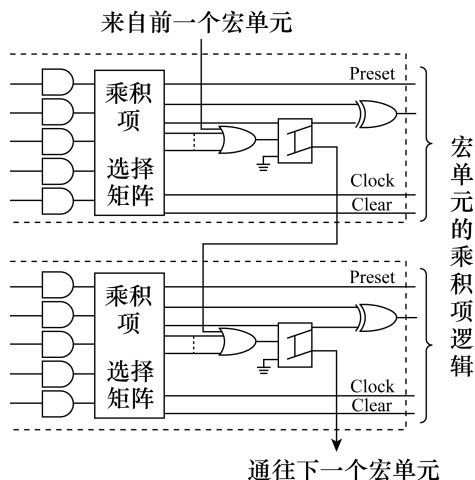 来自前一个宏单元
Preset
乘积
项
选择
矩阵
Clock
Clear
Preset
乘积
项
选择
矩阵
Clock
Clear
宏单元的乘积项逻辑
通往下一个宏单元